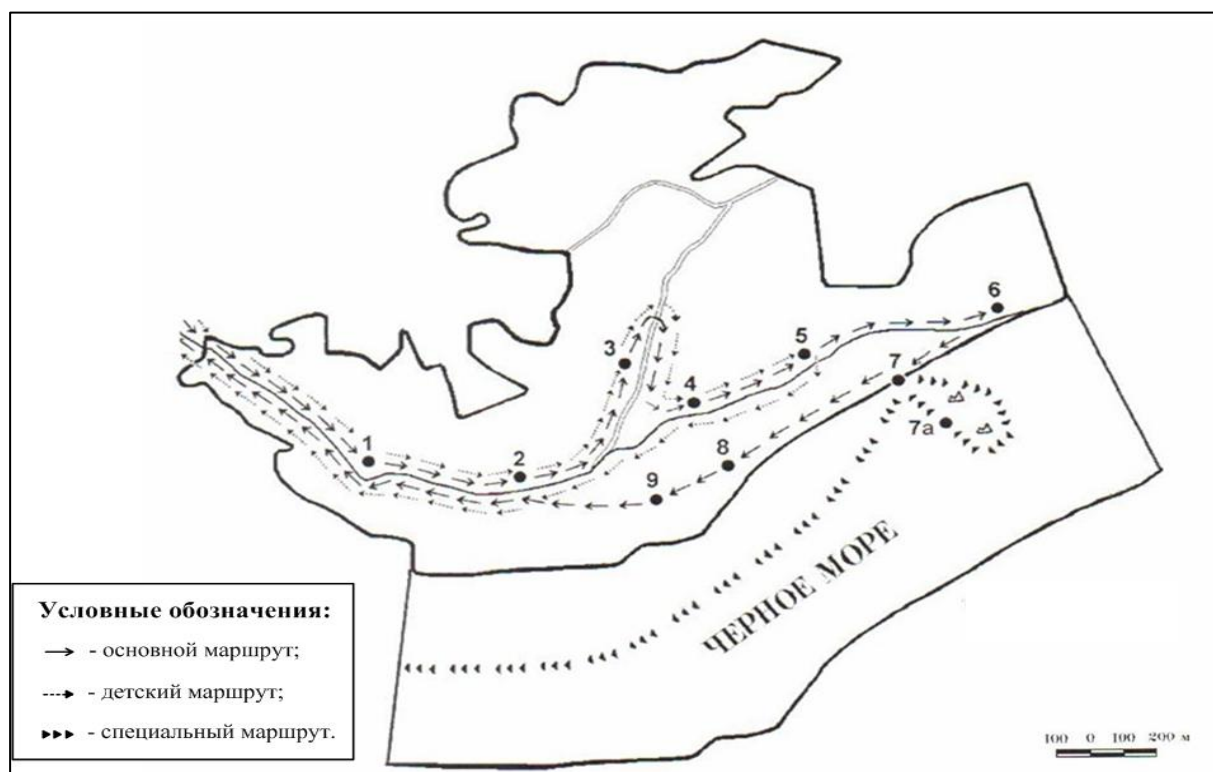 6
5
3
7
4
7а
1
8
2
9
ЧЕРНОЕ МОРЕ
Условные обозначения:
- основной маршрут;
- детский маршрут;
- специальный маршрут.
100 0 100 200 м